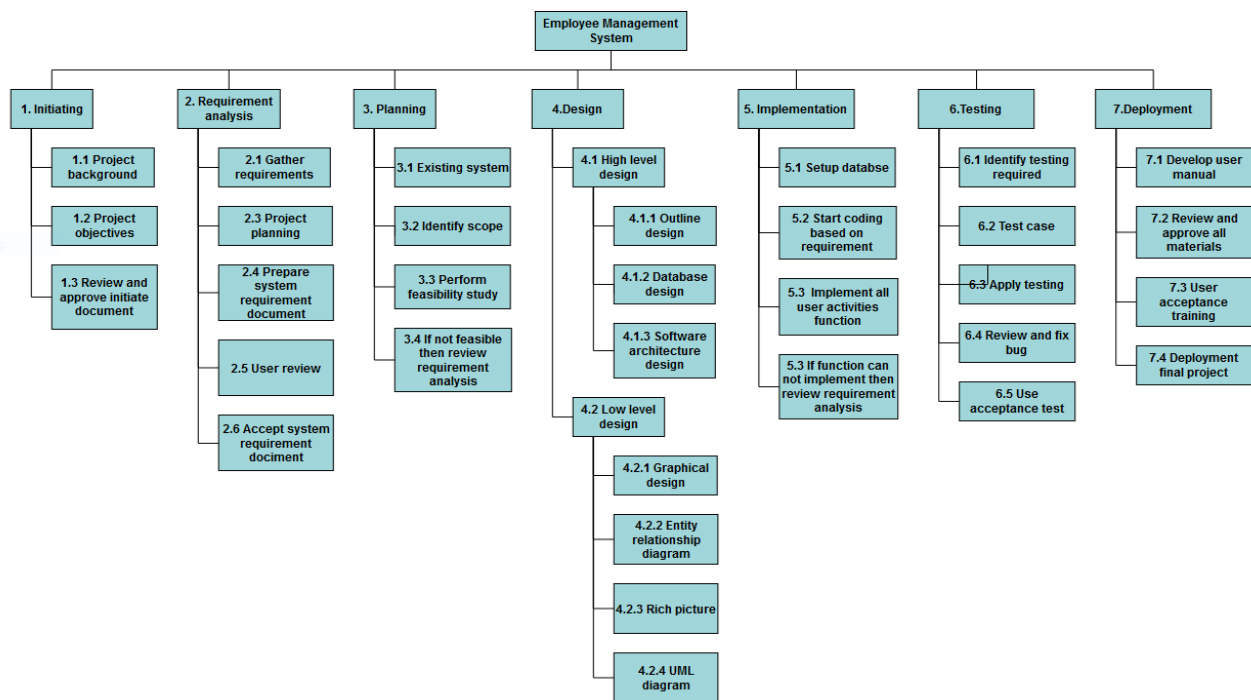 Employee Management
System
1. Initiating
2. Requirement
analysis
3. Planning
4.Design
5. Implementation
6.Testing
7.Deployment
1.1 Project
background
1.2 Project
objectives
1.3 Review and
approve initiate
document
2.1 Gather
requirements
2.3 Project
planning
2.4 Prepare
system
requirement
document
2.5 User review
2.6 Accept system
requirement
dociment
3.1 Existing system
3.2 Identify scope
3.3 Perform
feasibility study
3.4 If not feasible
then review
requirement
analysis
4.1 High level
design
4.1.1 Outline
design
4.1.2 Database
design
4.1.3 Software
architecture
design
4.2 Low level
design
4.2.1 Graphical
design
4.2.2 Entity
relationship
diagram
4.2.3 Rich picture
4.2.4 UML
diagram
5.1 Setup databse
5.2 Start coding
based on
requirement
5.3 Implement all
user activities
function
5.3 If function can
not implement then
review requirement
analysis
6.1 Identify testing
required
6.2 Test case
6.3 Apply testing
6.4 Review and fix
bug
6.5 Use
acceptance test
7.1 Develop user
manual
7.2 Review and
approve all
materials
7.3 User
acceptance
training
7.4 Deployment
final project